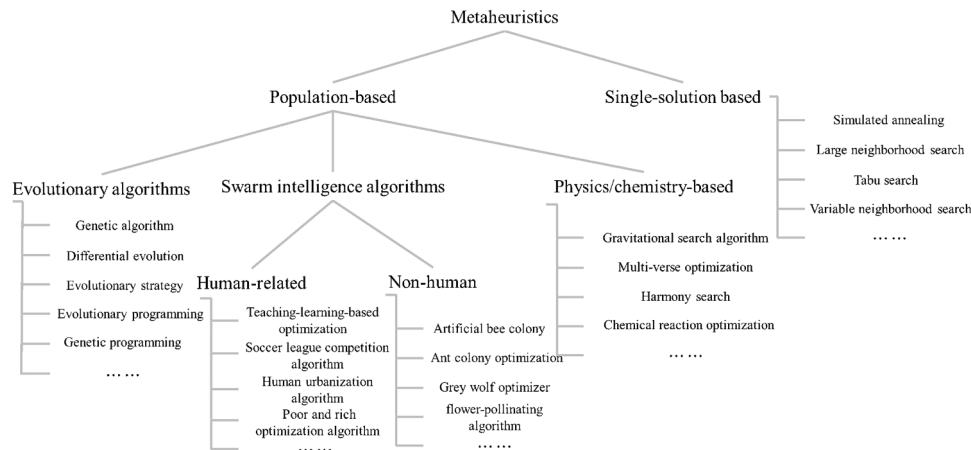 Metaheuristics
Population-based
Single-solution based
Simulated annealing
Large neighborhood search
Tabu search
Variable neighborhood search
… …
Evolutionary algorithms
Genetic algorithm
Differential evolution
Evolutionary strategy
Evolutionary programming
Genetic programming
… …
Swarm intelligence algorithms
Human-related
Teaching-learning-based
optimization
Soccer league competition
algorithm
Human urbanization
algorithm
Poor and rich
optimization algorithm
… …
Non-human
Artificial bee colony
Ant colony optimization
Grey wolf optimizer
flower-pollinating
algorithm
… …
Physics/chemistry-based
Gravitational search algorithm
Multi-verse optimization
Harmony search
Chemical reaction optimization
… …